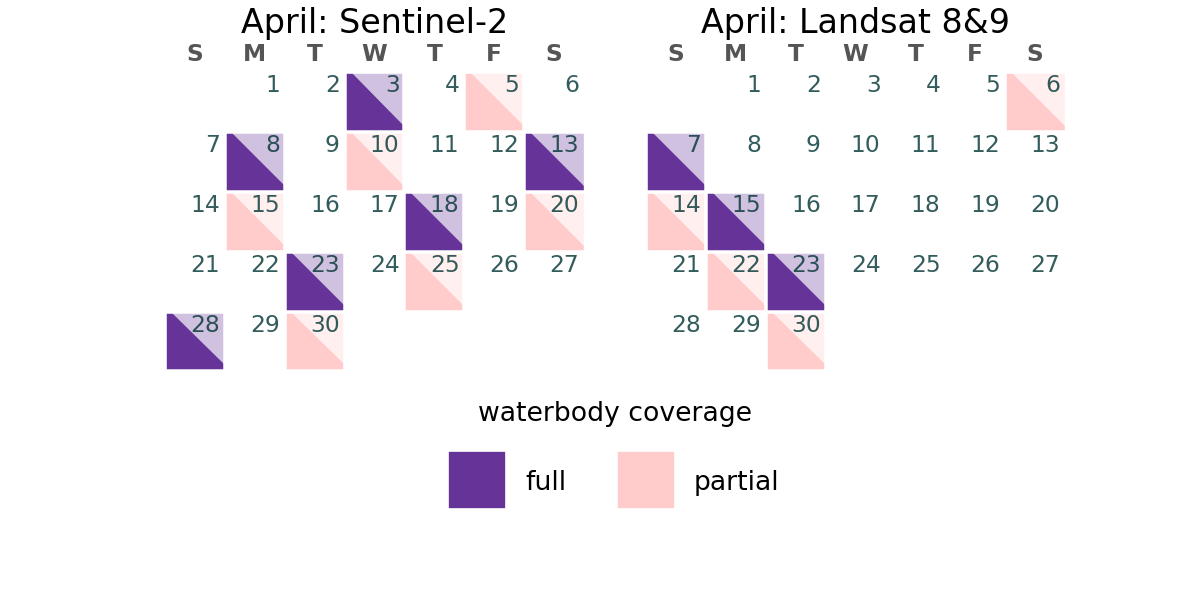 April: Sentinel-2
S M T W T F S
1 2 3 4 5 6
7 8 9 10 11 12 13
14 15 16 17 18 19 20
21 22 23 24 25 26 27
28 29 30
April: Landsat 8&9
S M T W T F S
1 2 3 4 5 6
7 8 9 10 11 12 13
14 15 16 17 18 19 20
21 22 23 24 25 26 27
28 29 30
waterbody coverage
full partial